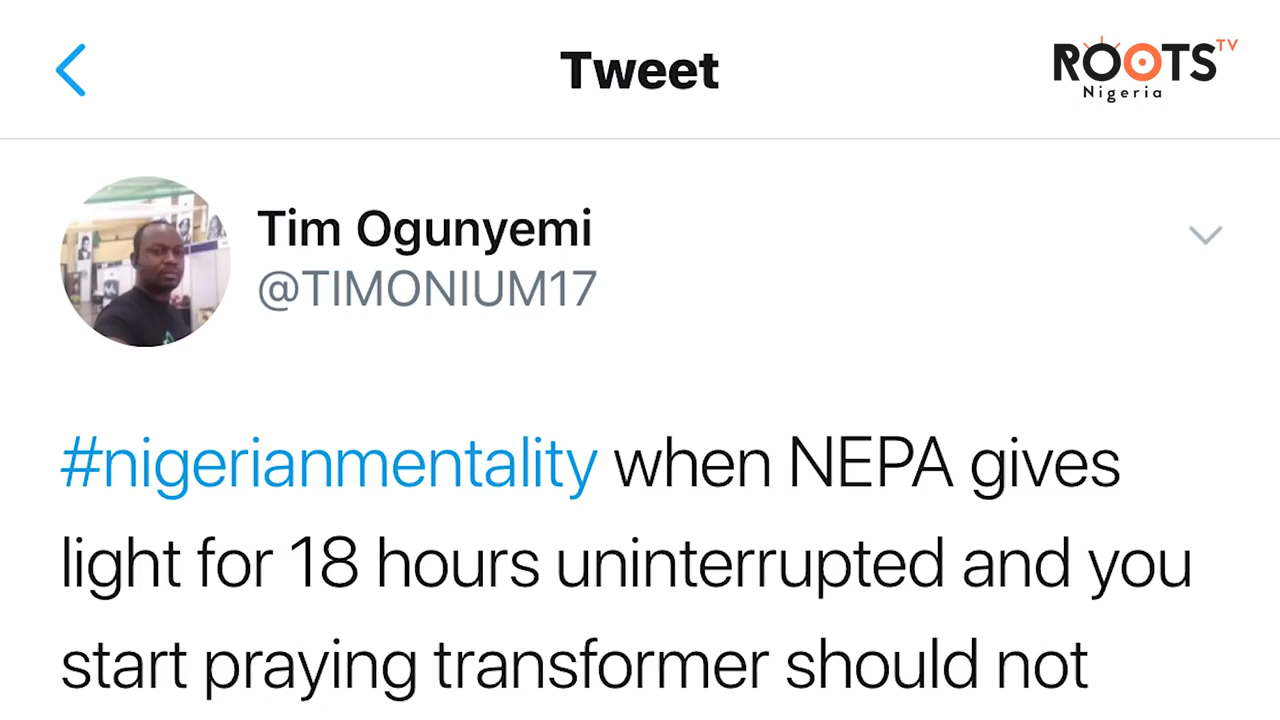 Tweet
ROOTS TV
Nigeria
Tim Ogunyemi
@TIMONIUM17
#nigerianmentality when NEPA gives
light for 18 hours uninterrupted and you
start praying transformer should not